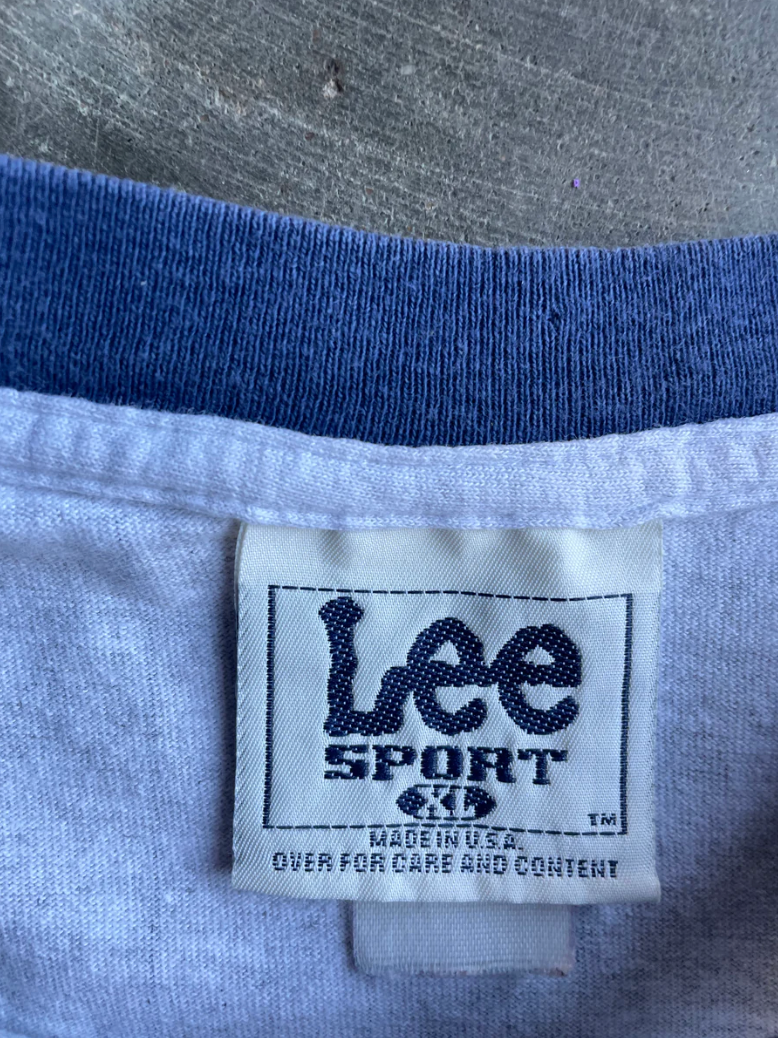 Lee
SPORT
XL
TM
MADE IN U.S.A.
OVER FOR CARE AND CONTENT